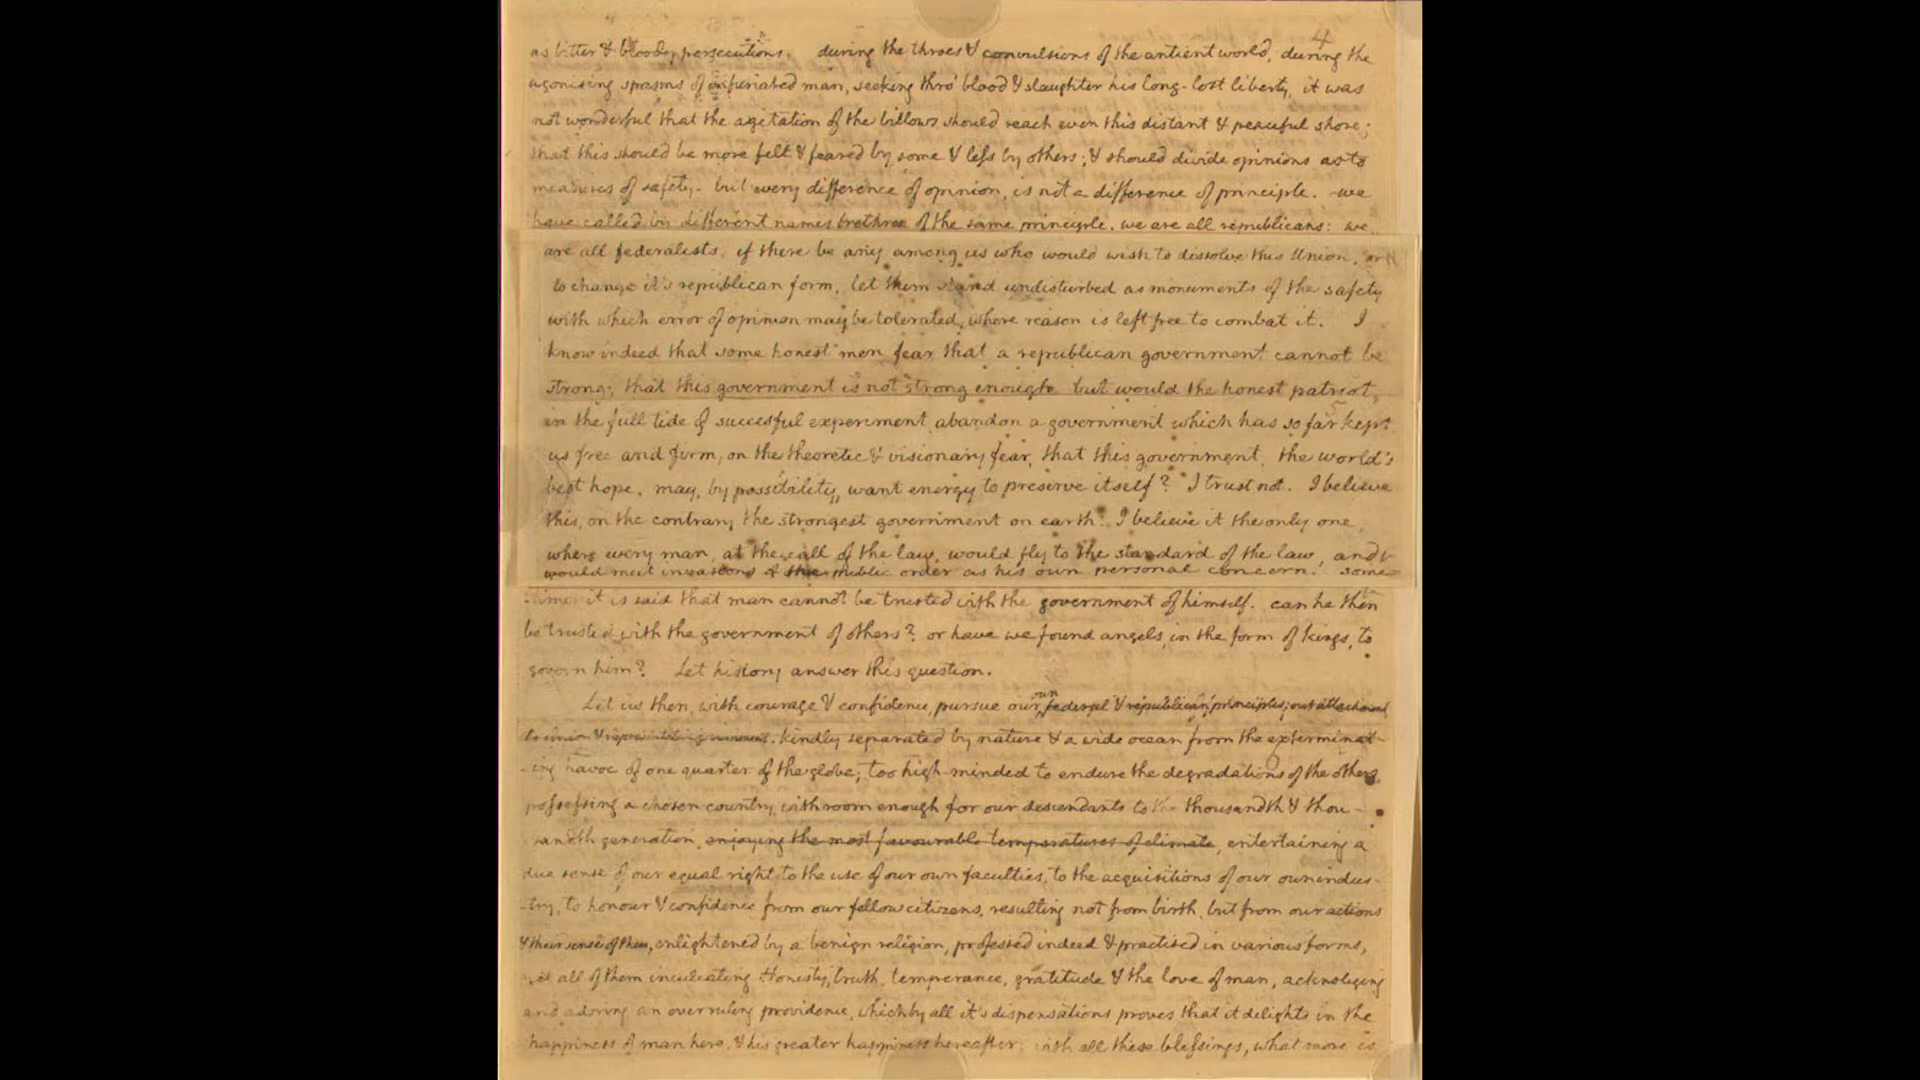 4
as bitter & bloody persecutions. during the throes & convulsions of the antient world, during the
agonising spasms of infuriated man, seeking thro' blood & slaughter his long-lost liberty, it was
not wonderful that the agitation of the billows should reach even this distant & peaceful shore;
that this should be more felt & feared by some & less by others; & should divide opinions as to
measures of safety. but every difference of opinion, is not a difference of principle. we
have called by different names brethren of the same principle. we are all republicans: we
are all federalists. if there be any among us who would wish to dissolve this Union, or
to change it's republican form, let them stand undisturbed as monuments of the safety
with which error of opinion may be tolerated, where reason is left free to combat it. I
know indeed that some honest men fear that a republican government cannot be
strong; that this government is not strong enough. but would the honest patriot,
in the full tide of succesful experiment abandon a government which has so far kept
us free and firm, on the theoretic & visionary fear, that this government, the world's
best hope, may, by possibility, want energy to preserve itself? I trust not. I believe
this, on the contrary, the strongest government on earth. I believe it the only one
where every man, at the call of the law, would fly to the standard of the law, and
would meet invasions of the public order as his own personal concern. some
times it is said that man cannot be trusted with the government of himself. can he then
be trusted with the government of others? or have we found angels, in the form of kings, to
govern him? Let history answer this question.
Let us then, with courage & confidence, pursue our own federal & republican principles; our attachment
to union & representative government. kindly separated by nature & a wide ocean from the exterminat-
-ing havoc of one quarter of the globe; too high-minded to endure the degradations of the others,
possessing a chosen country, with room enough for our descendants to the thousandth & thou-
sandth generation, enjoying the most favourable temperatures of climate, entertaining a
due sense of our equal right, to the use of our own faculties, to the acquisitions of our own indus-
-try, to honour & confidence from our fellow citizens, resulting not from birth, but from our actions
& their sense of them, enlightened by a benign religion, professed indeed & practised in various forms,
yet all of them inculcating honesty, truth, temperance, gratitude & the love of man, acknoleging
and adoring an overruling providence, which by all it's dispensations proves that it delights in the
happiness of man here, & his greater happiness hereafter; with all these blessings, what more is